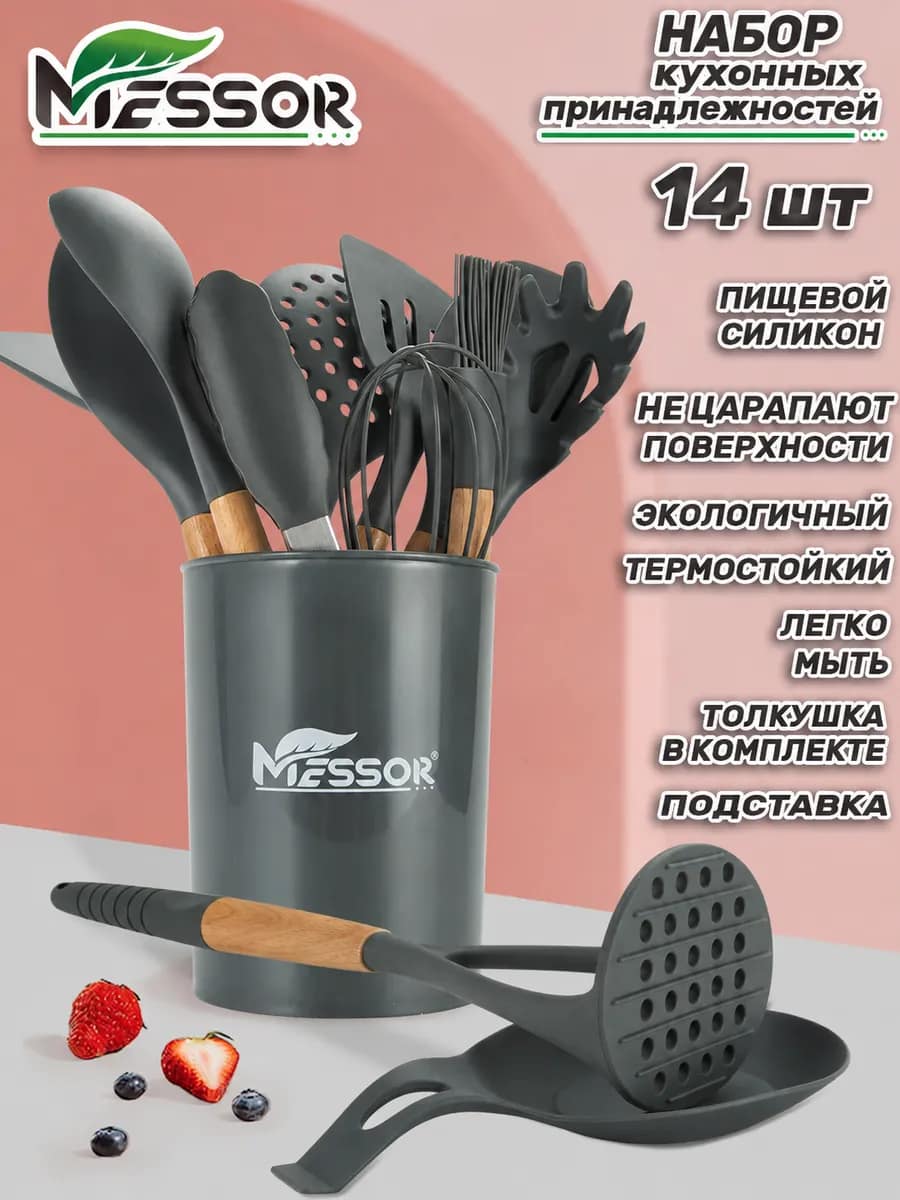 MESSOR
НАБОР
кухонных
принадлежностей
14 шт
ПИЩЕВОЙ
СИЛИКОН
НЕ ЦАРАПАЮТ
ПОВЕРХНОСТИ
ЭКОЛОГИЧНЫЙ
ТЕРМОСТОЙКИЙ
ЛЕГКО
МЫТЬ
ТОЛКУШКА
В КОМПЛЕКТЕ
ПОДСТАВКА
MESSOR®